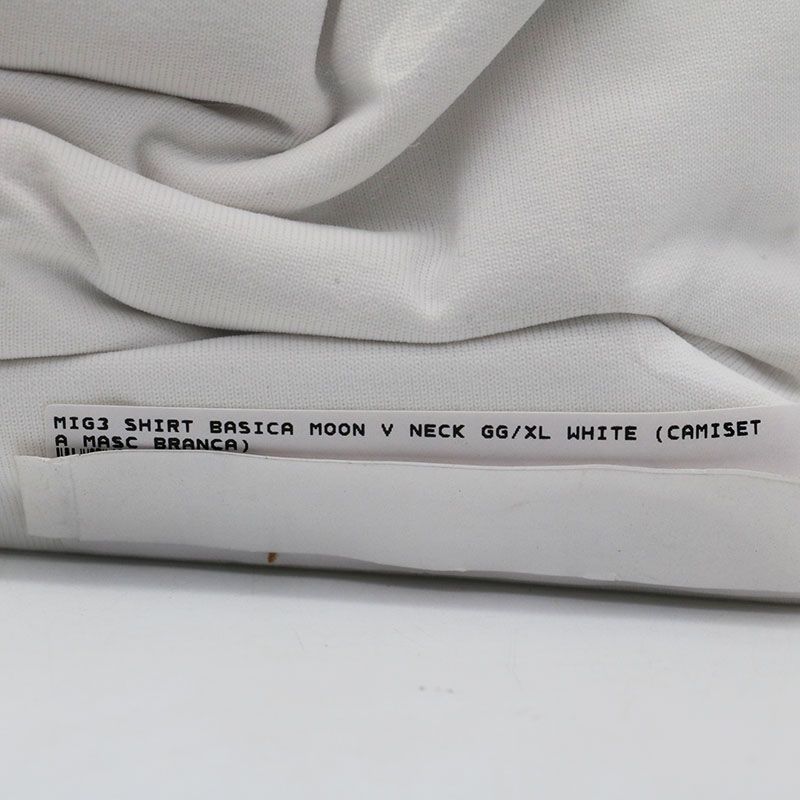 MIG3 SHIRT BASICA MOON V NECK GG/XL WHITE (CAMISET
A MASC BRANCA)